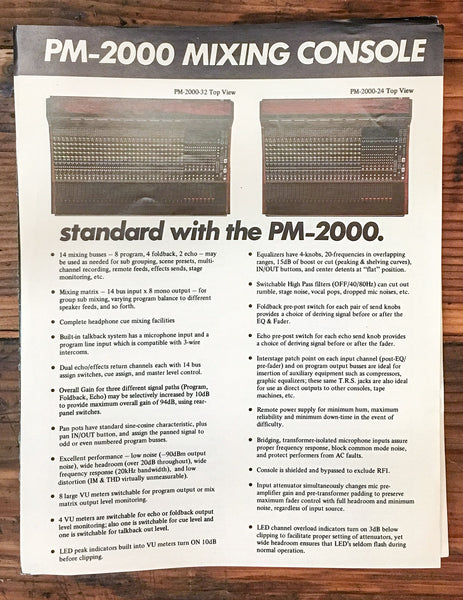 PM-2000 MIXING CONSOLE
PM-2000-32 Top View
PM-2000-24 Top View
standard with the PM-2000.
• 14 mixing busses — 8 program, 4 foldback, 2 echo — may
be used as needed for sub grouping, scene presets, multi-
channel recording, remote feeds, effects sends, stage
monitoring, etc.
• Mixing matrix — 14 bus input x 8 mono output — for
group sub mixing, varying program balance to different
speaker feeds, and so forth.
• Complete headphone cue mixing facilities
• Built-in talkback system has a microphone input and a
program line input which is compatible with 3-wire
intercoms.
• Dual echo/effects return channels each with 14 bus
assign switches, cue assign, and master level control.
• Overall Gain for three different signal paths (Program,
Foldback, Echo) may be selectively increased by 10dB
to provide maximum overall gain of 94dB, using rear-
panel switches.
• Pan pots have standard sine-cosine characteristic, plus
pan IN/OUT button, and assign the panned signal to
odd or even numbered program busses.
• Excellent performance — low noise (−90dBm output
noise), wide headroom (over 20dB throughout), wide
frequency response (20kHz bandwidth), and low
distortion (IM & THD virtually unmeasurable).
• 8 large VU meters switchable for program output or mix
matrix output level monitoring.
• 4 VU meters are switchable for echo or foldback output
level monitoring; also one is switchable for cue level and
one is switchable for talkback out level.
• LED peak indicators built into VU meters turn ON 10dB
before clipping.
• Equalizers have 4-knobs, 20-frequencies in overlapping
ranges, 15dB of boost or cut (peaking & shelving curves),
IN/OUT buttons, and center detents at "flat" position.
• Switchable High Pass filters (OFF/40/80Hz) can cut out
rumble, stage noise, vocal pops, dropped mic noises, etc.
• Foldback pre-post switch for each pair of send knobs
provides a choice of deriving signal before or after the
EQ & Fader.
• Echo pre-post switch for each echo send knob provides
a choice of deriving signal before or after the fader.
• Interstage patch point on each input channel (post-EQ/
pre-fader) and on program output busses are ideal for
insertion of auxiliary equipment such as compressors,
graphic equalizers; these same T.R.S. jacks are also ideal
for use as direct outputs to other consoles, tape
machines, etc.
• Remote power supply for minimum hum, maximum
reliability and minimum down-time in the event of
difficulty.
• Bridging, transformer-isolated microphone inputs assure
proper frequency response, block common mode noise,
and protect performers from AC faults.
• Console is shielded by bypassed to exclude RFI.
• Input attenuator simultaneously changes mic pre-
amplifier gain and pre-transformer padding to preserve
maximum fader control with full headroom and minimum
noise, regardless of input source.
• LED channel overload indicators turn on 3dB below
clipping to facilitate proper setting of attenuators, yet
wide headroom ensures that LED's seldom flash during
normal operation.